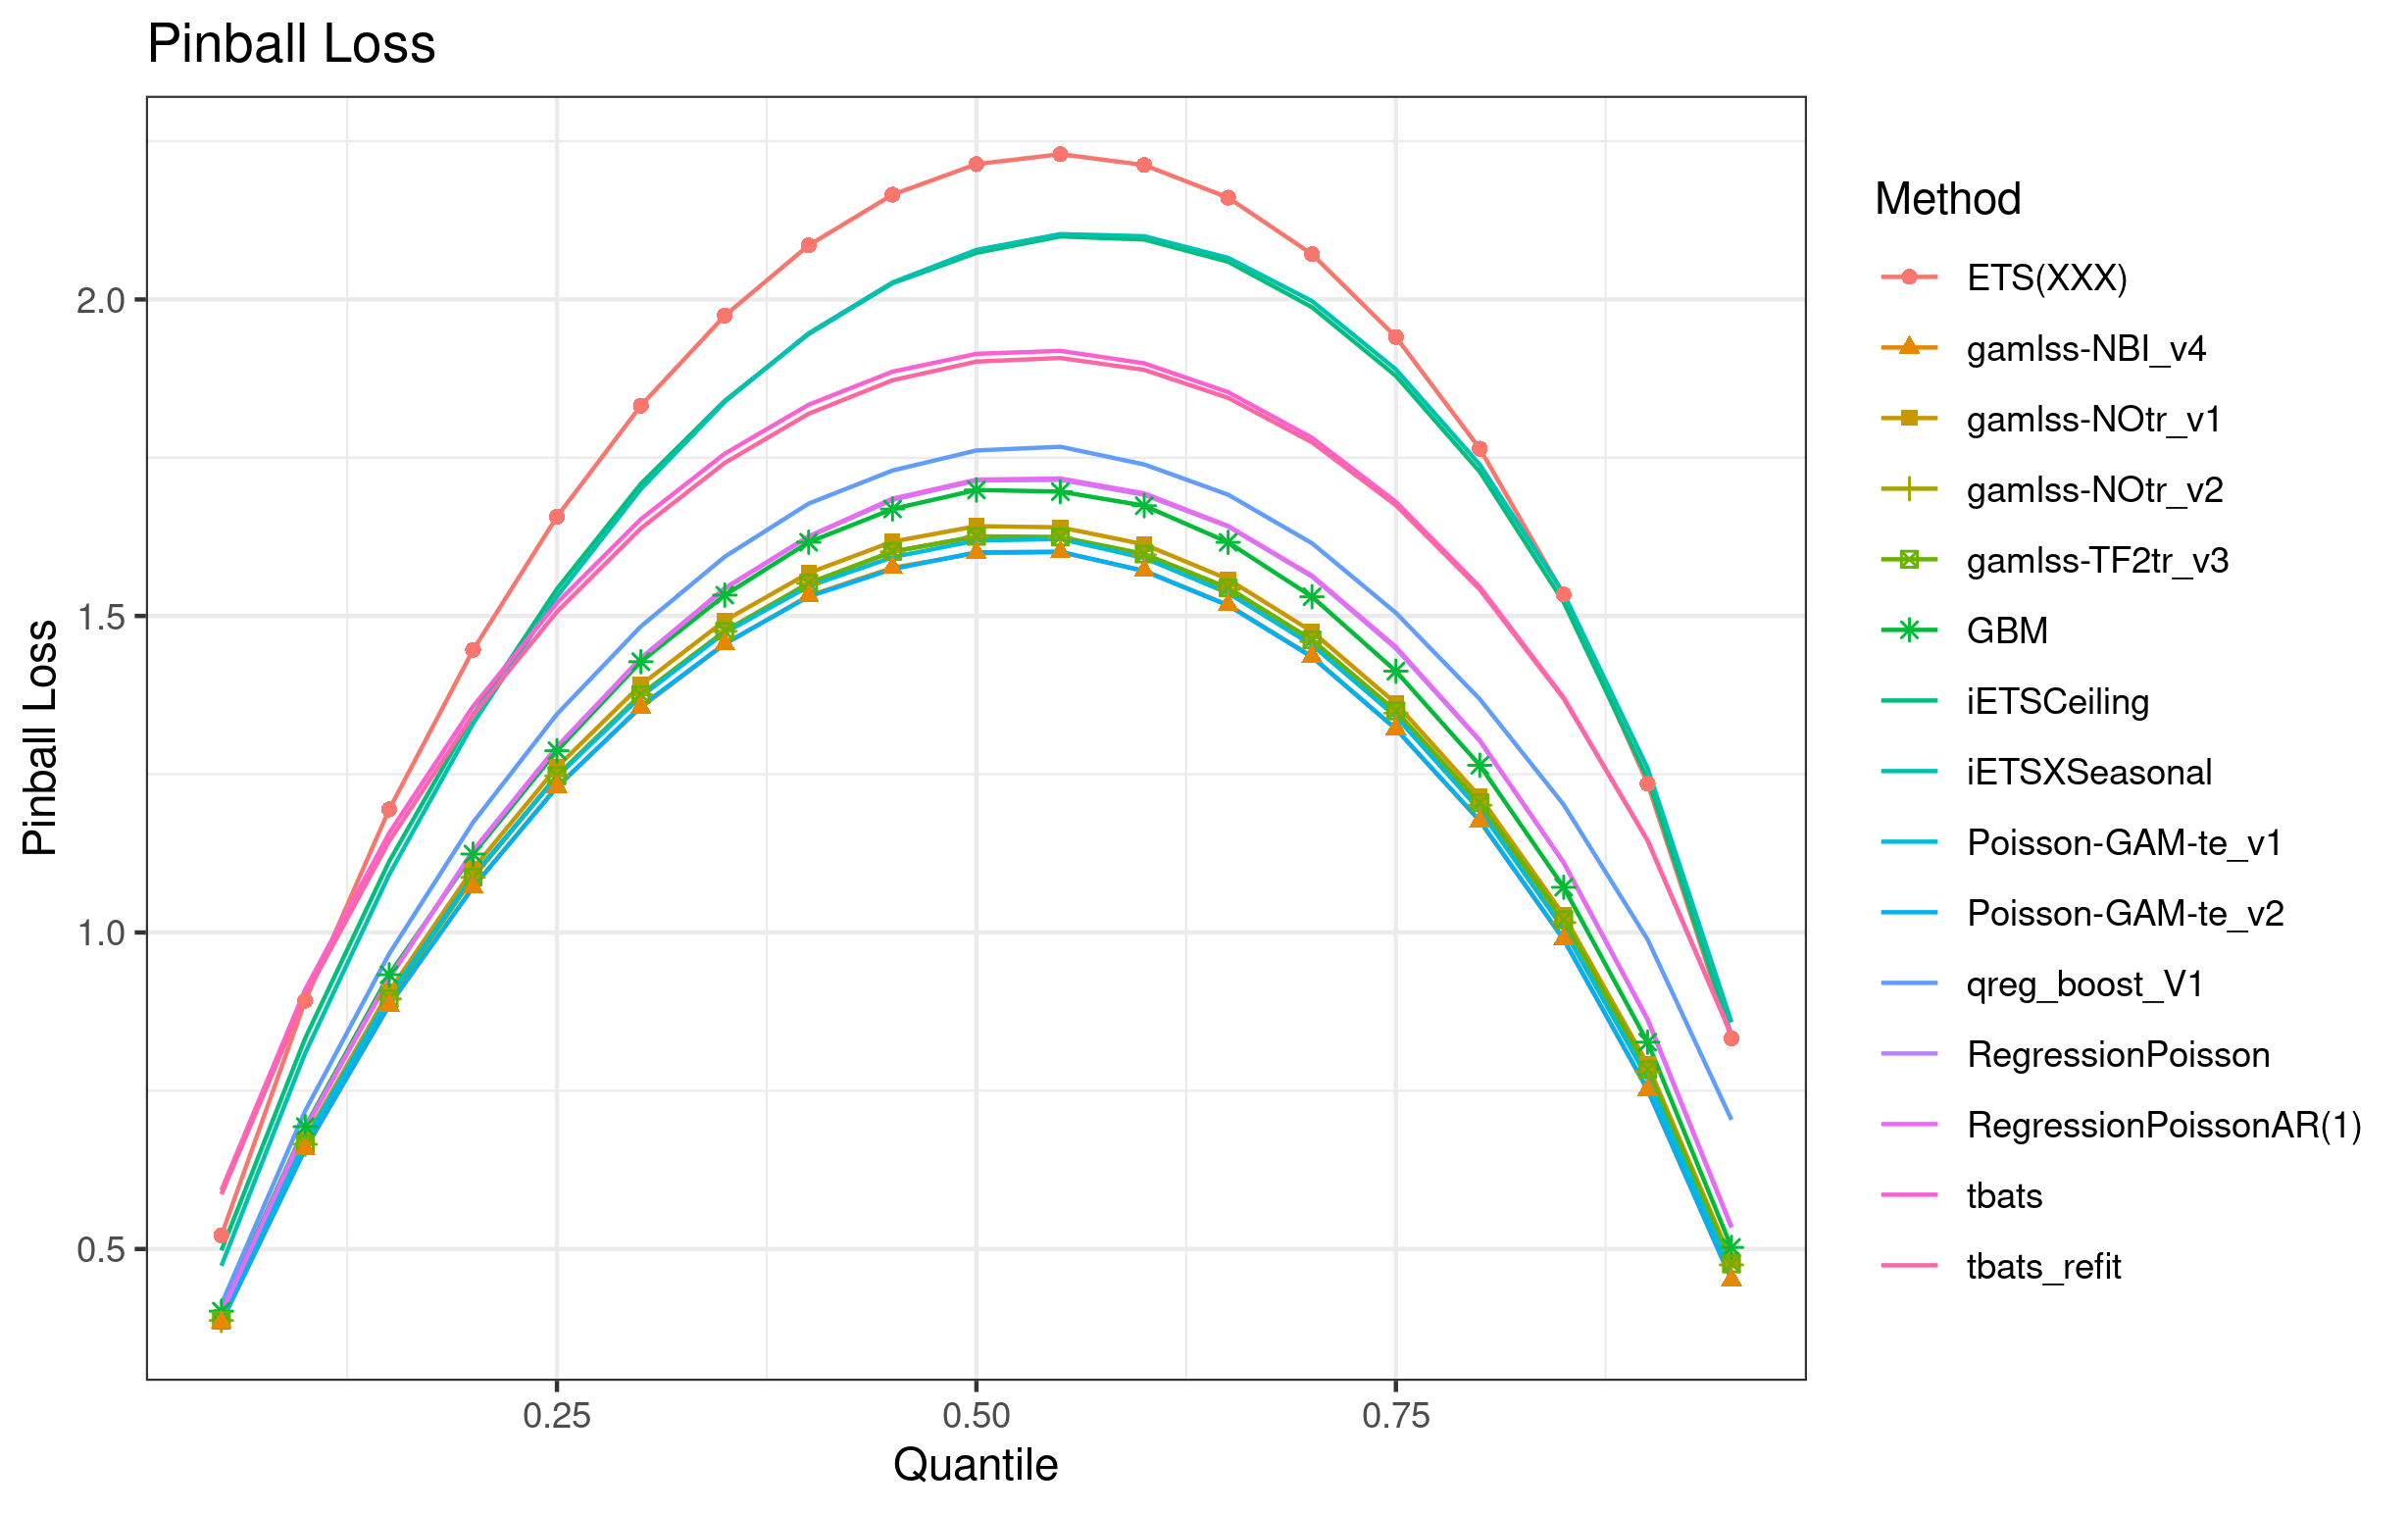 Pinball Loss
Pinball Loss
2.0
1.5
1.0
0.5
0.25
0.50
0.75
Quantile
Method
ETS(XXX)
gamlss-NBI_v4
gamlss-NOtr_v1
gamlss-NOtr_v2
gamlss-TF2tr_v3
GBM
iETSCeiling
iETSXSeasonal
Poisson-GAM-te_v1
Poisson-GAM-te_v2
qreg_boost_V1
RegressionPoisson
RegressionPoissonAR(1)
tbats
tbats_refit